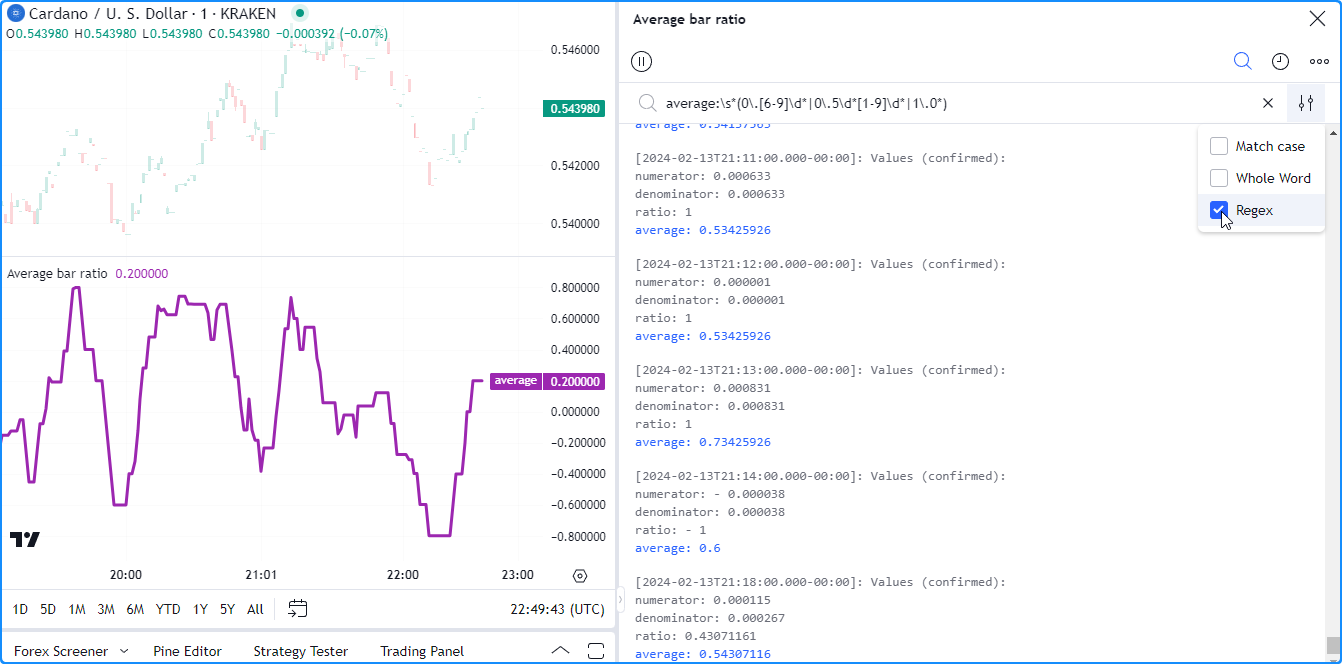 Cardano / U. S. Dollar · 1 · KRAKEN
O0.543980 H0.543980 L0.543980 C0.543980 −0.000392 (−0.07%)
0.546000
0.543980
0.542000
0.540000
Average bar ratio 0.200000
0.800000
0.600000
0.400000
average 0.200000
0.000000
−0.200000
−0.400000
−0.600000
−0.800000
20:00 21:01 22:00 23:00
1D 5D 1M 3M 6M YTD 1Y 5Y All
22:49:43 (UTC)
Forex Screener Pine Editor Strategy Tester Trading Panel
Average bar ratio
average:\s*(0\.[6-9]\d*|0\.5\d*[1-9]\d*|1\.0*)
Match case
Whole Word
Regex
average: 0.54157565
[2024-02-13T21:11:00.000-00:00]: Values (confirmed):
numerator: 0.000633
denominator: 0.000633
ratio: 1
average: 0.53425926
[2024-02-13T21:12:00.000-00:00]: Values (confirmed):
numerator: 0.000001
denominator: 0.000001
ratio: 1
average: 0.53425926
[2024-02-13T21:13:00.000-00:00]: Values (confirmed):
numerator: 0.000831
denominator: 0.000831
ratio: 1
average: 0.73425926
[2024-02-13T21:14:00.000-00:00]: Values (confirmed):
numerator: - 0.000038
denominator: 0.000038
ratio: - 1
average: 0.6
[2024-02-13T21:18:00.000-00:00]: Values (confirmed):
numerator: 0.000115
denominator: 0.000267
ratio: 0.43071161
average: 0.54307116